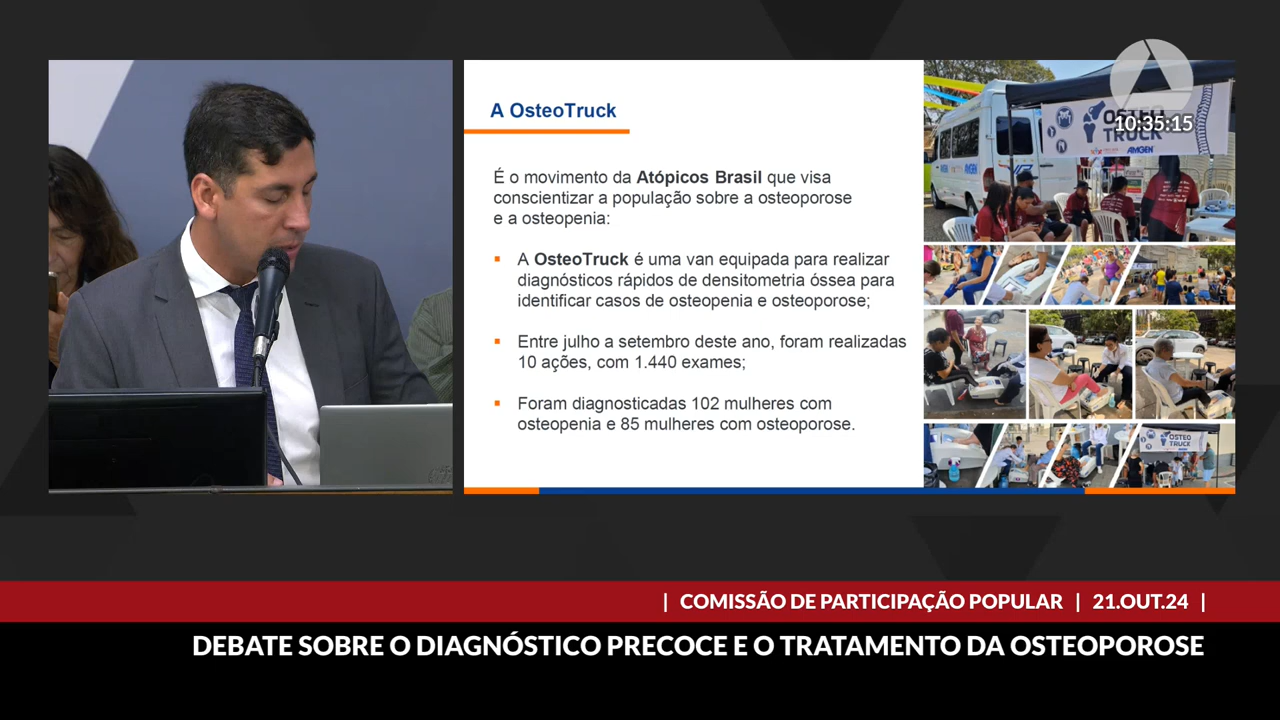 A OsteoTruck
É o movimento da Atópicos Brasil que visa
conscientizar a população sobre a osteoporose
e a osteopenia:
▪ A OsteoTruck é uma van equipada para realizar
diagnósticos rápidos de densitometria óssea para
identificar casos de osteopenia e osteoporose;
▪ Entre julho a setembro deste ano, foram realizadas
10 ações, com 1.440 exames;
▪ Foram diagnosticadas 102 mulheres com
osteopenia e 85 mulheres com osteoporose.
OSTEO
TRUCK
AMGEN
10:35:15
OSTEO
TRUCK
| COMISSÃO DE PARTICIPAÇÃO POPULAR | 21.OUT.24 |
DEBATE SOBRE O DIAGNÓSTICO PRECOCE E O TRATAMENTO DA OSTEOPOROSE